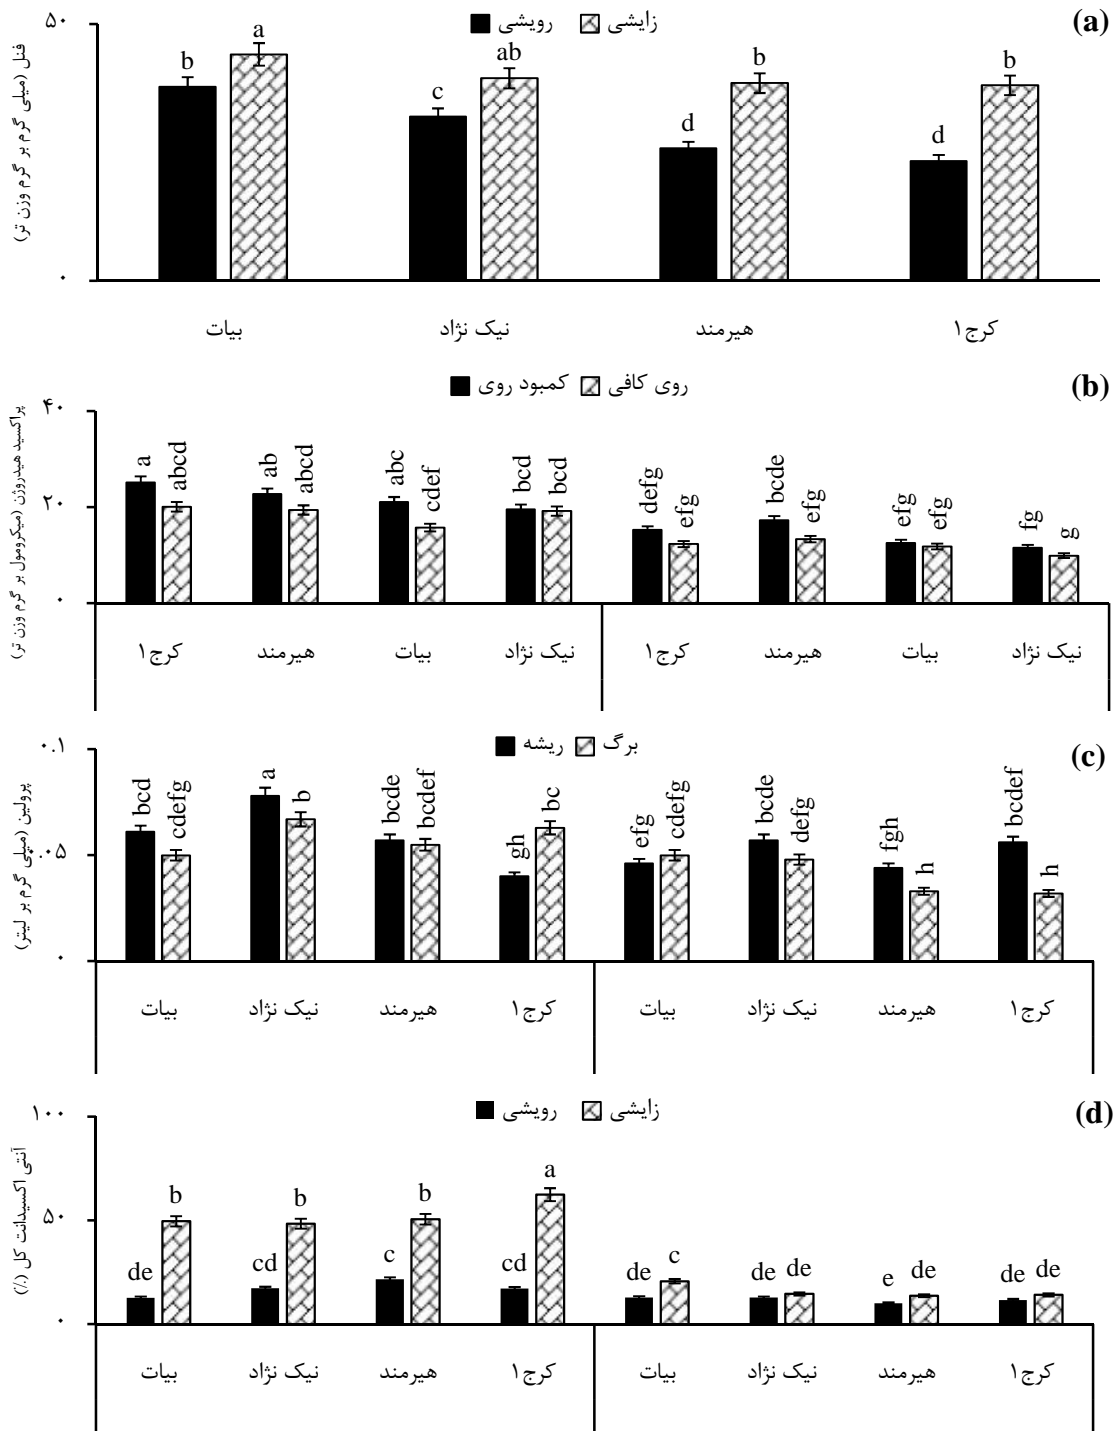 (a)
رویشی زایشی
فنل (میلی گرم بر گرم وزن تر)
۵۰
۰
b a c ab d b d b
بیات نیک نژاد هیرمند کرج۱
(b)
کمبود روی روی کافی
پراکسید هیدروژن (میکرومول بر گرم وزن تر)
۴۰
۲۰
۰
a abcd ab abcd abc cdef bcd bcd defg efg bcde efg efg efg fg g
کرج۱ هیرمند بیات نیک نژاد کرج۱ هیرمند بیات نیک نژاد
(c)
ریشه برگ
پرولین (میلی گرم بر لیتر)
۰.۱
۰.۰۵
۰
bcd cdefg a b bcde bcdef gh bc efg cdefg bcde defg fgh h bcdef h
بیات نیک نژاد هیرمند کرج۱ بیات نیک نژاد هیرمند کرج۱
(d)
رویشی زایشی
آنتی اکسیدانت کل (٪)
۱۰۰
۵۰
۰
de b cd b c b cd a de c de de e de de de
بیات نیک نژاد هیرمند کرج۱ بیات نیک نژاد هیرمند کرج۱